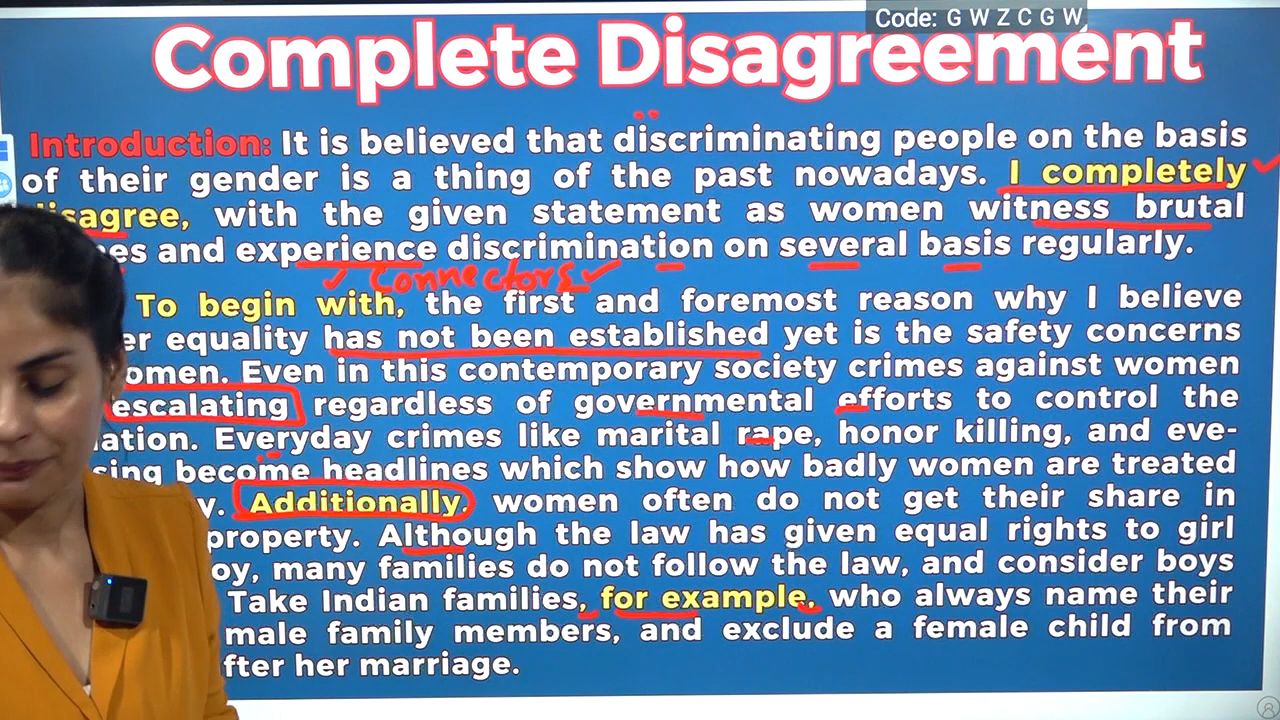 Code: G W Z C G W
Complete Disagreement
Introduction: It is believed that discriminating people on the basis
of their gender is a thing of the past nowadays. I completely
disagree, with the given statement as women witness brutal
and experience discrimination on several basis regularly.
Connectors
To begin with, the first and foremost reason why I believe
equality has not been established yet is the safety concerns
Even in this contemporary society crimes against women
escalating regardless of governmental efforts to control the
Everyday crimes like marital rape, honor killing, and eve-
become headlines which show how badly women are treated
Additionally, women often do not get their share in
property. Although the law has given equal rights to girl
many families do not follow the law, and consider boys
Take Indian families, for example, who always name their
male family members, and exclude a female child from
her marriage.